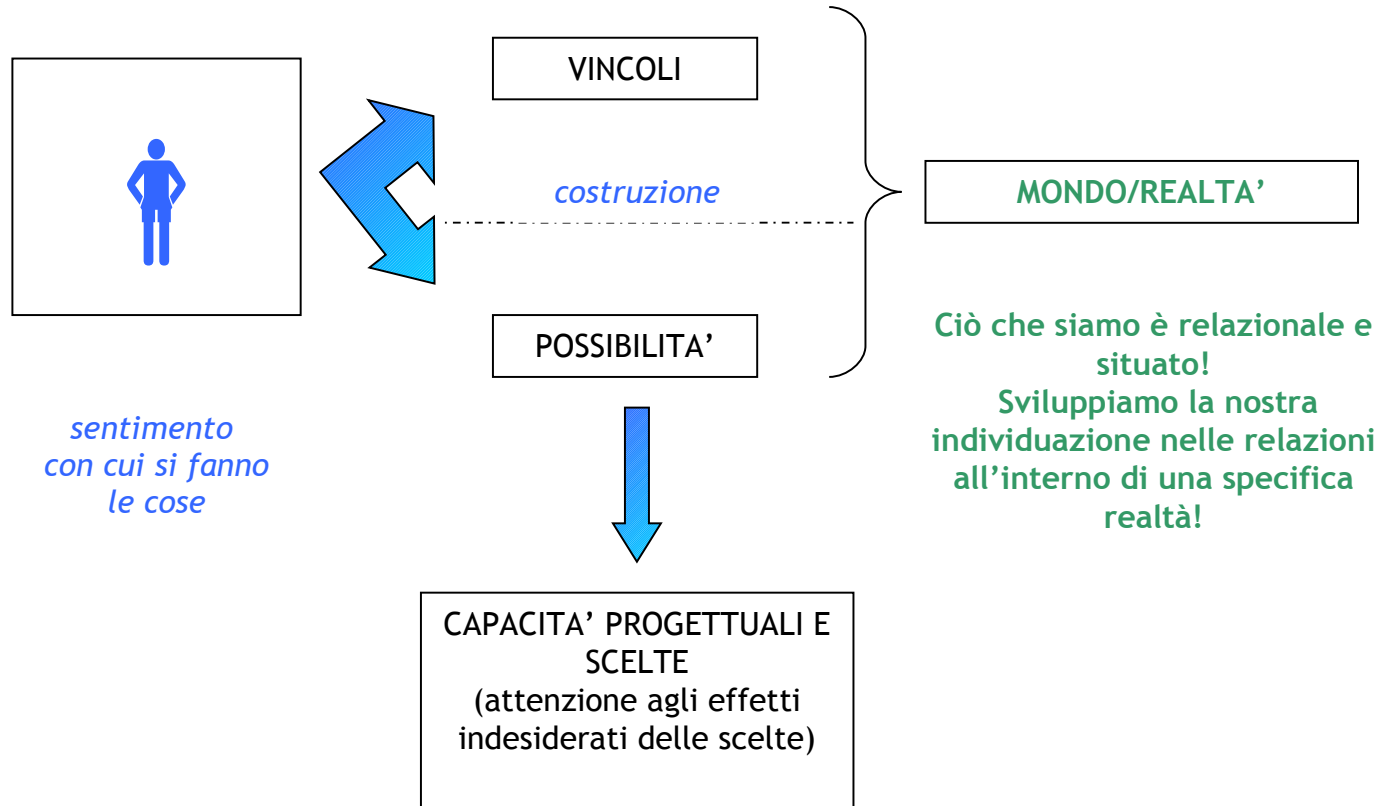 VINCOLI
costruzione
MONDO/REALTA’
POSSIBILITA’
sentimento
con cui si fanno
le cose
Ciò che siamo è relazionale e
situato!
Sviluppiamo la nostra
individuazione nelle relazioni
all’interno di una specifica
realtà!
CAPACITA’ PROGETTUALI E
SCELTE
(attenzione agli effetti
indesiderati delle scelte)